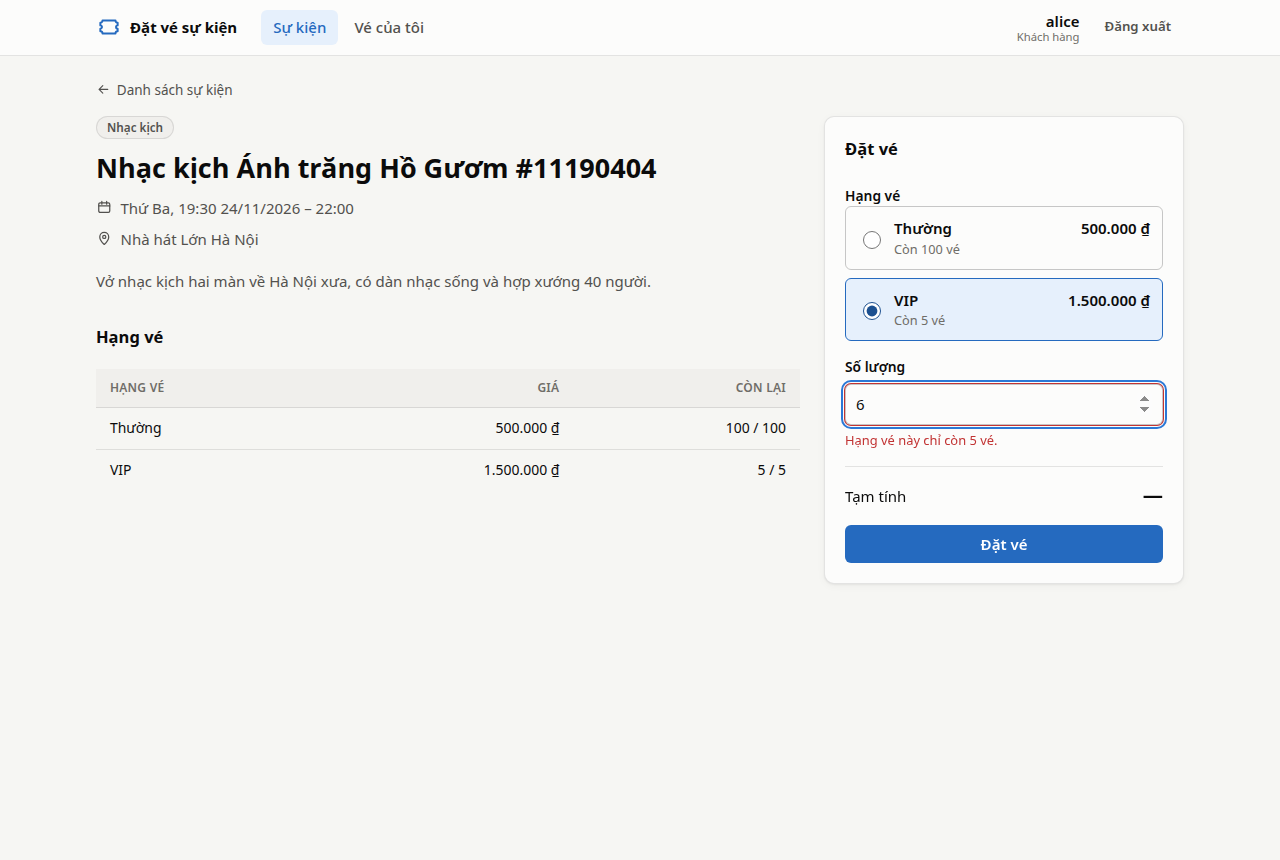 Đặt vé sự kiện
Sự kiện
Vé của tôi
alice
Khách hàng
Đăng xuất
Danh sách sự kiện
Nhạc kịch
Nhạc kịch Ánh trăng Hồ Gươm #11190404
Thứ Ba, 19:30 24/11/2026 – 22:00
Nhà hát Lớn Hà Nội
Vở nhạc kịch hai màn về Hà Nội xưa, có dàn nhạc sống và hợp xướng 40 người.
Hạng vé
HẠNG VÉ GIÁ CÒN LẠI
Thường 500.000 ₫ 100 / 100
VIP 1.500.000 ₫ 5 / 5
Đặt vé
Hạng vé
Thường 500.000 ₫
Còn 100 vé
VIP 1.500.000 ₫
Còn 5 vé
Số lượng
6
Hạng vé này chỉ còn 5 vé.
Tạm tính —
Đặt vé